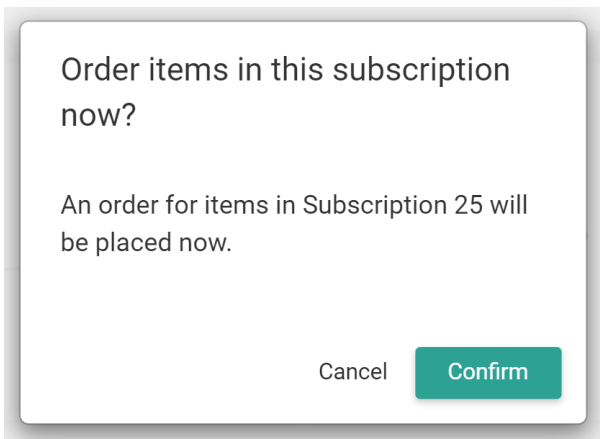 Order items in this subscription
now?
An order for items in Subscription 25 will
be placed now.
Cancel Confirm